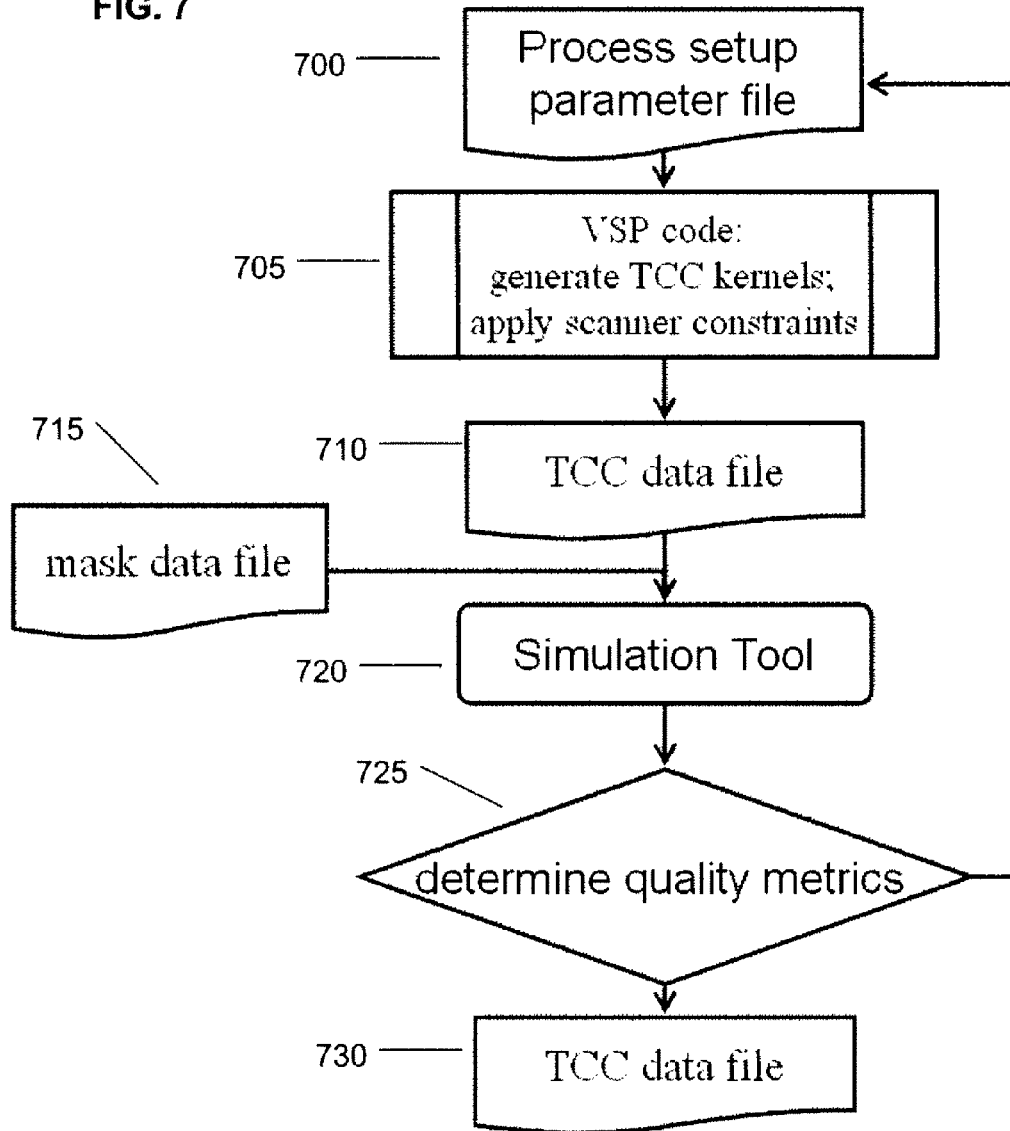 FIG. 7
700
Process setup
parameter file
705
VSP code:
generate TCC kernels;
apply scanner constraints
715
710
TCC data file
mask data file
720
Simulation Tool
725
determine quality metrics
730
TCC data file